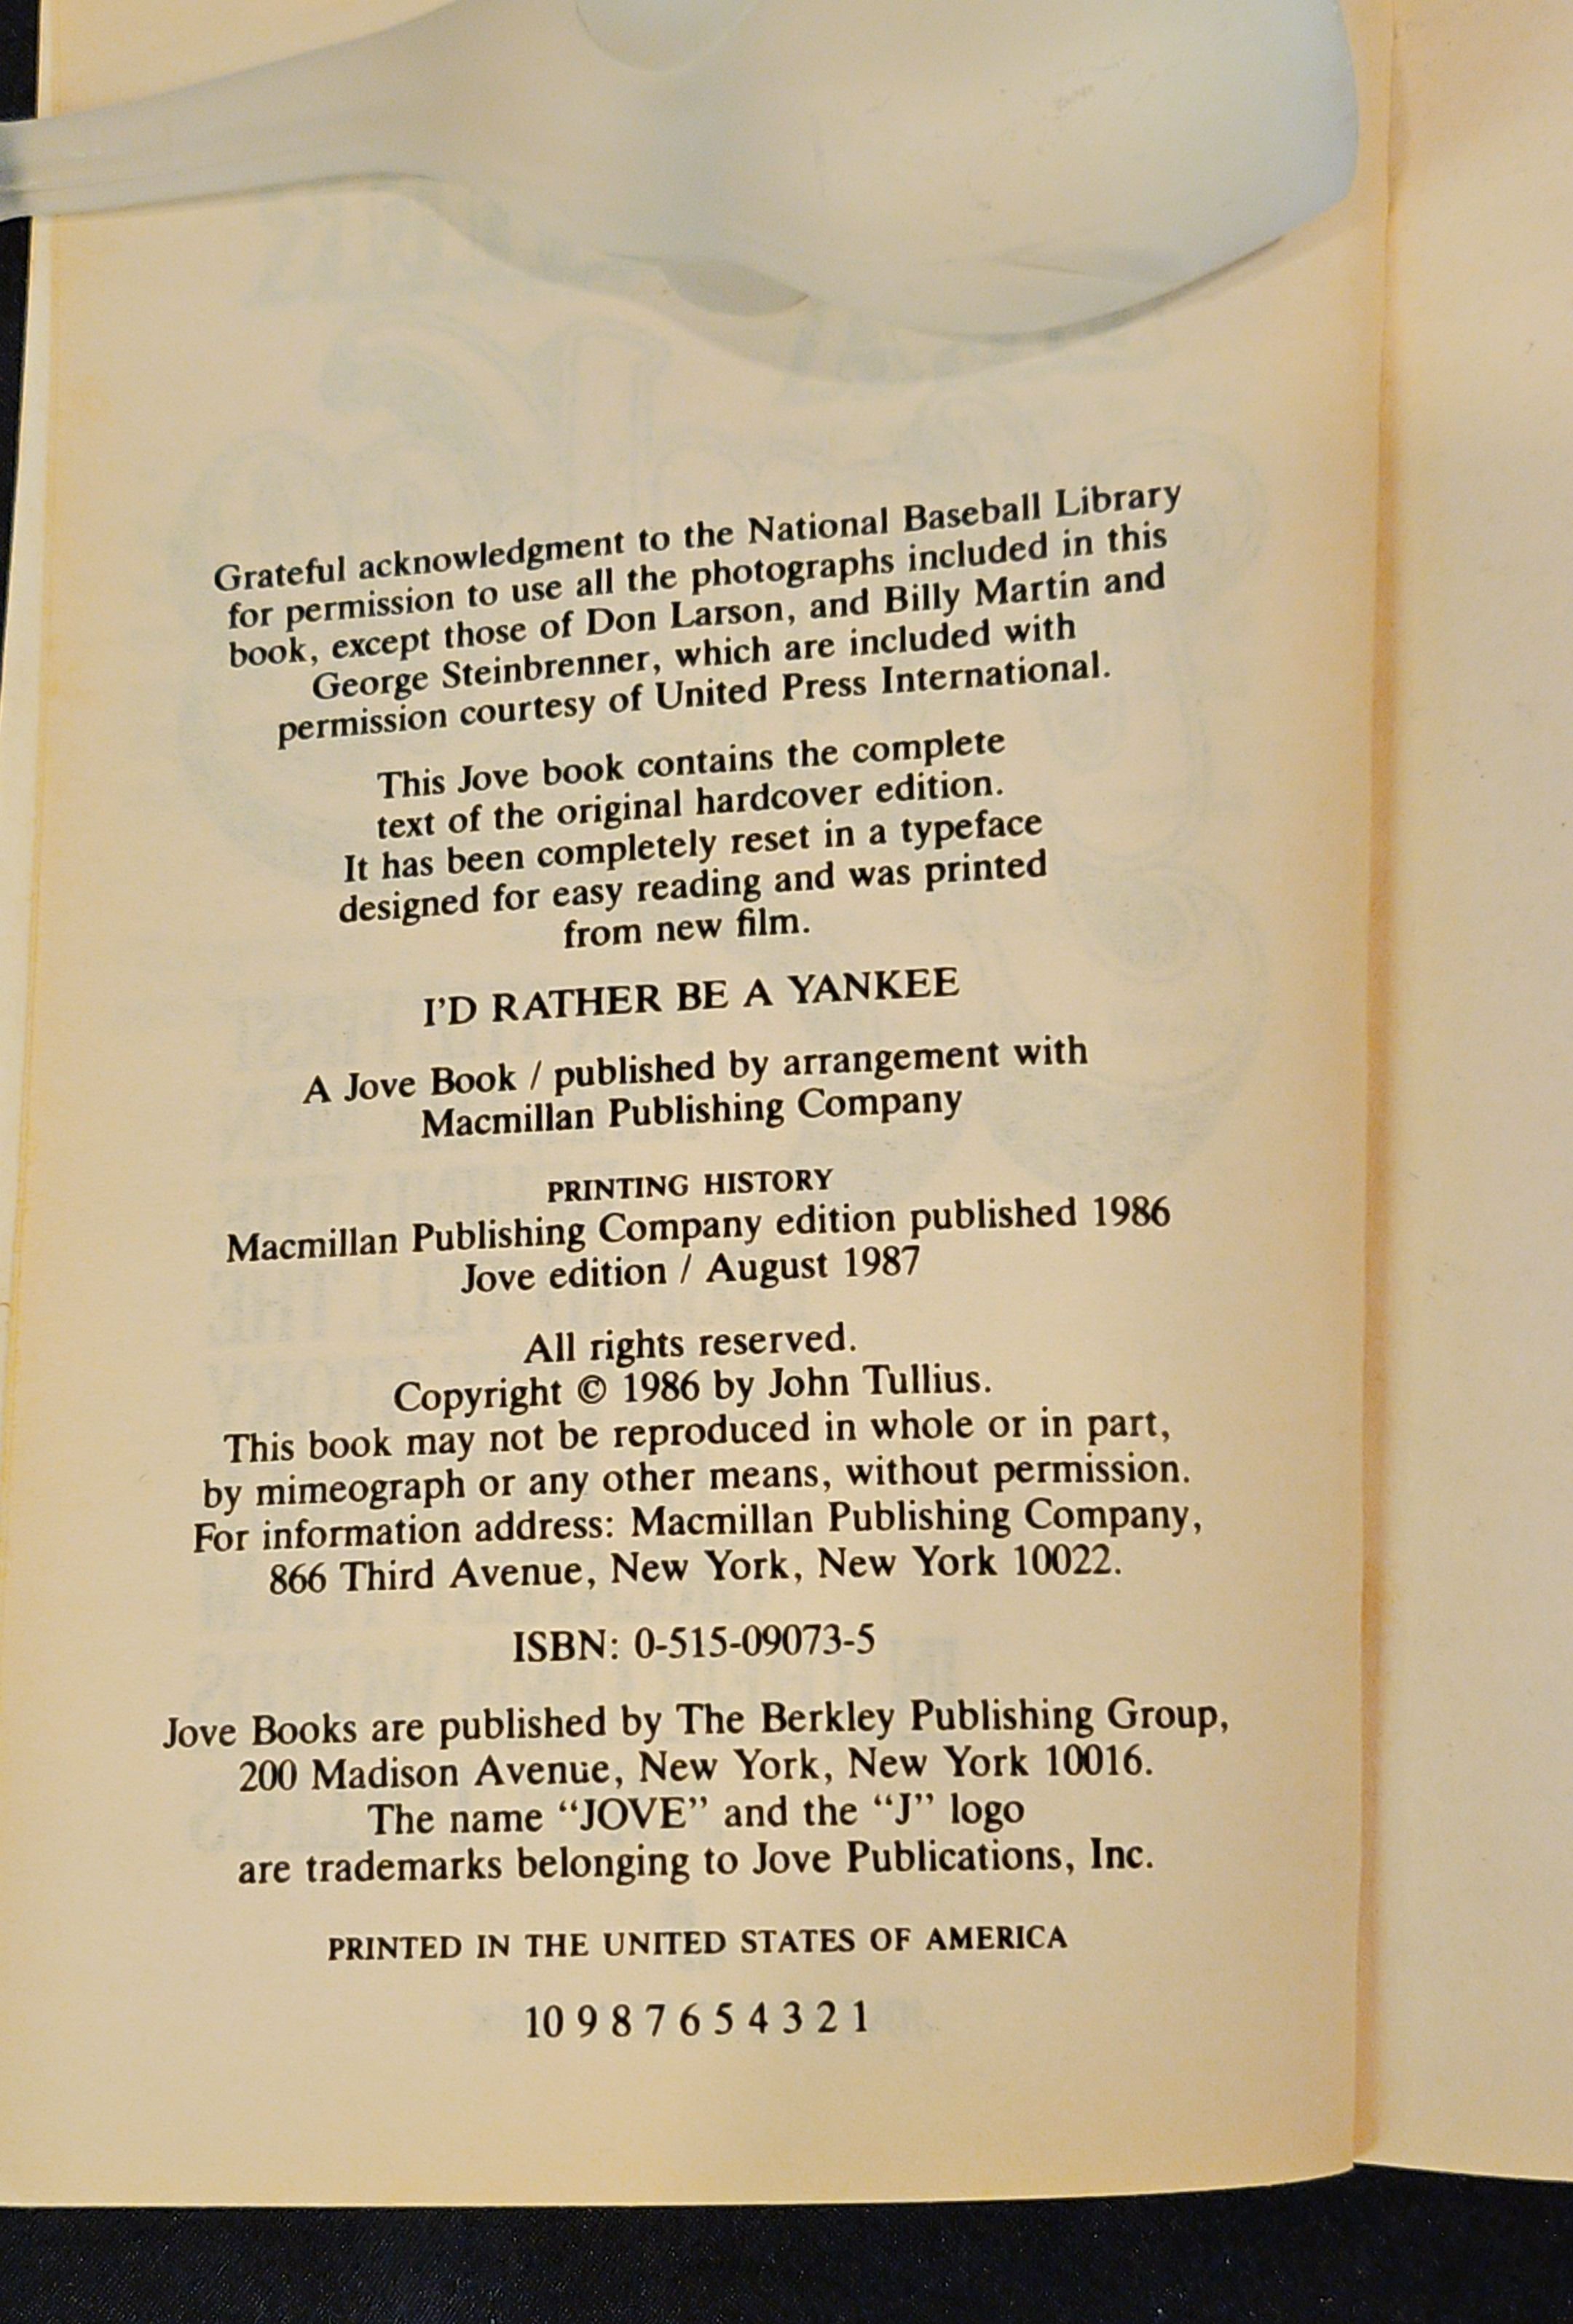 Grateful acknowledgment to the National Baseball Library
for permission to use all the photographs included in this
book, except those of Don Larson, and Billy Martin and
George Steinbrenner, which are included with
permission courtesy of United Press International.
This Jove book contains the complete
text of the original hardcover edition.
It has been completely reset in a typeface
designed for easy reading and was printed
from new film.
I'D RATHER BE A YANKEE
A Jove Book / published by arrangement with
Macmillan Publishing Company
PRINTING HISTORY
Macmillan Publishing Company edition published 1986
Jove edition / August 1987
All rights reserved.
Copyright © 1986 by John Tullius.
This book may not be reproduced in whole or in part,
by mimeograph or any other means, without permission.
For information address: Macmillan Publishing Company,
866 Third Avenue, New York, New York 10022.
ISBN: 0-515-09073-5
Jove Books are published by The Berkley Publishing Group,
200 Madison Avenue, New York, New York 10016.
The name “JOVE” and the “J” logo
are trademarks belonging to Jove Publications, Inc.
PRINTED IN THE UNITED STATES OF AMERICA
10 9 8 7 6 5 4 3 2 1